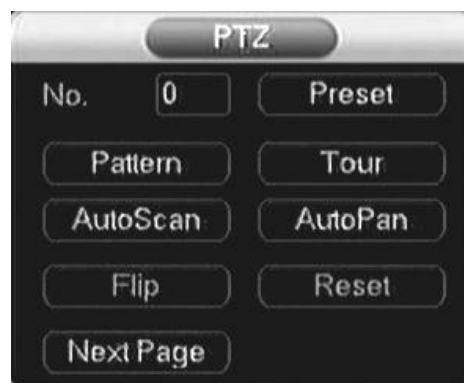 PTZ
No. 0 Preset
Pattern Tour
AutoScan AutoPan
Flip Reset
Next Page